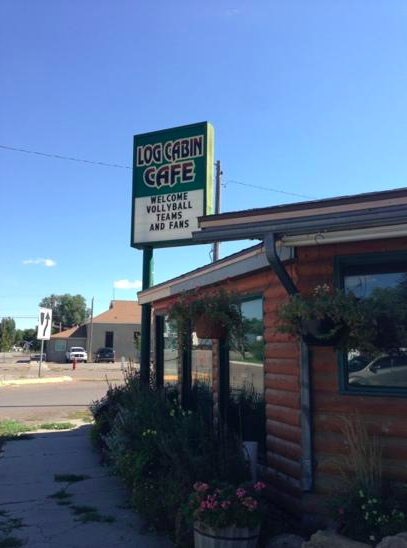 LOG CABIN
CAFE
WELCOME
VOLLYBALL
TEAMS
AND FANS